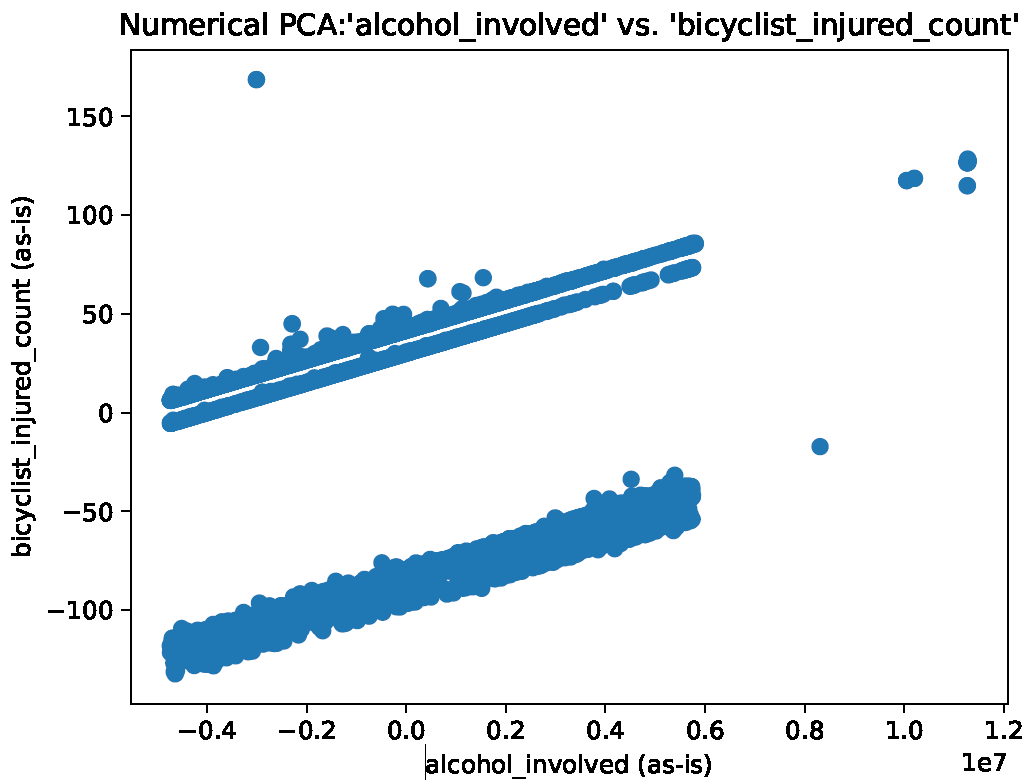 Numerical PCA:'alcohol_involved' vs. 'bicyclist_injured_count'
150
100
50
0
−50
−100
bicyclist_injured_count (as-is)
−0.4 −0.2 0.0 0.2 0.4 0.6 0.8 1.0 1.2
1e7
alcohol_involved (as-is)